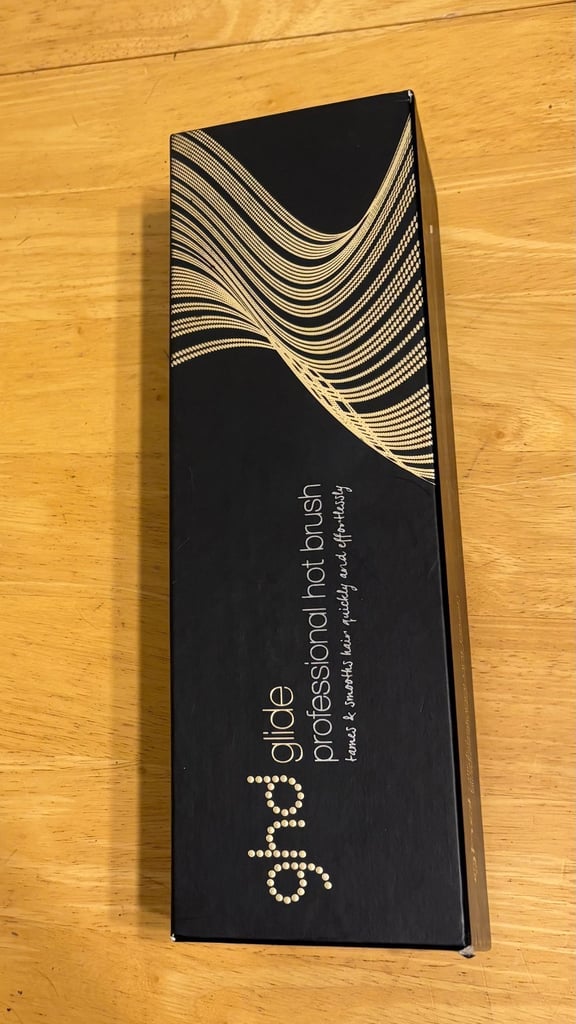 ghd glide
professional hot brush
tames & smooths hair quickly and effortlessly